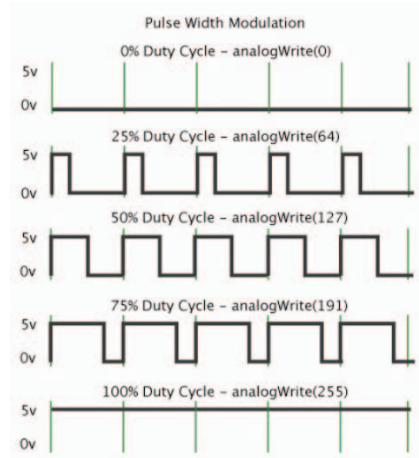 Pulse Width Modulation
0% Duty Cycle – analogWrite(0)
5v
0v
25% Duty Cycle – analogWrite(64)
5v
0v
50% Duty Cycle – analogWrite(127)
5v
0v
75% Duty Cycle – analogWrite(191)
5v
0v
100% Duty Cycle – analogWrite(255)
5v
0v